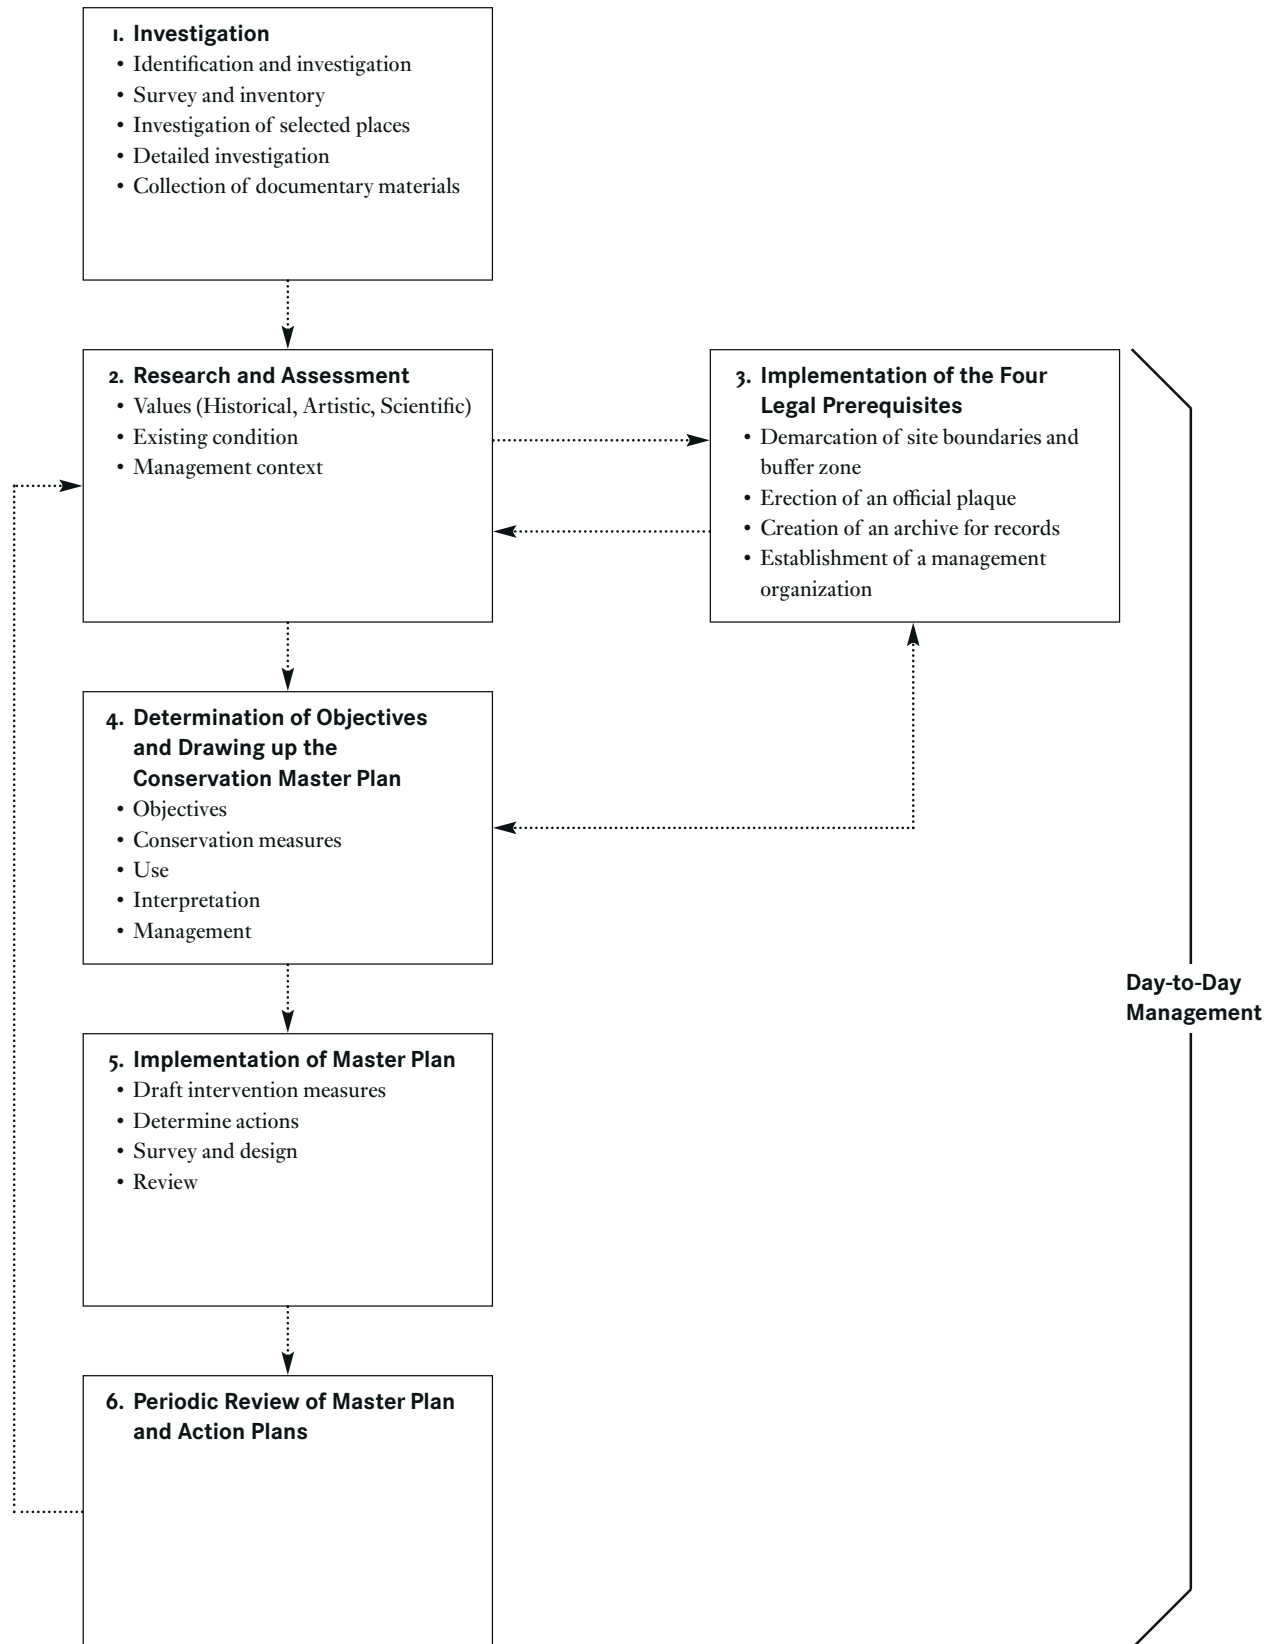 1. Investigation
• Identification and investigation
• Survey and inventory
• Investigation of selected places
• Detailed investigation
• Collection of documentary materials
2. Research and Assessment
• Values (Historical, Artistic, Scientific)
• Existing condition
• Management context
3. Implementation of the Four
Legal Prerequisites
• Demarcation of site boundaries and
buffer zone
• Erection of an official plaque
• Creation of an archive for records
• Establishment of a management
organization
4. Determination of Objectives
and Drawing up the
Conservation Master Plan
• Objectives
• Conservation measures
• Use
• Interpretation
• Management
Day-to-Day
Management
5. Implementation of Master Plan
• Draft intervention measures
• Determine actions
• Survey and design
• Review
6. Periodic Review of Master Plan
and Action Plans